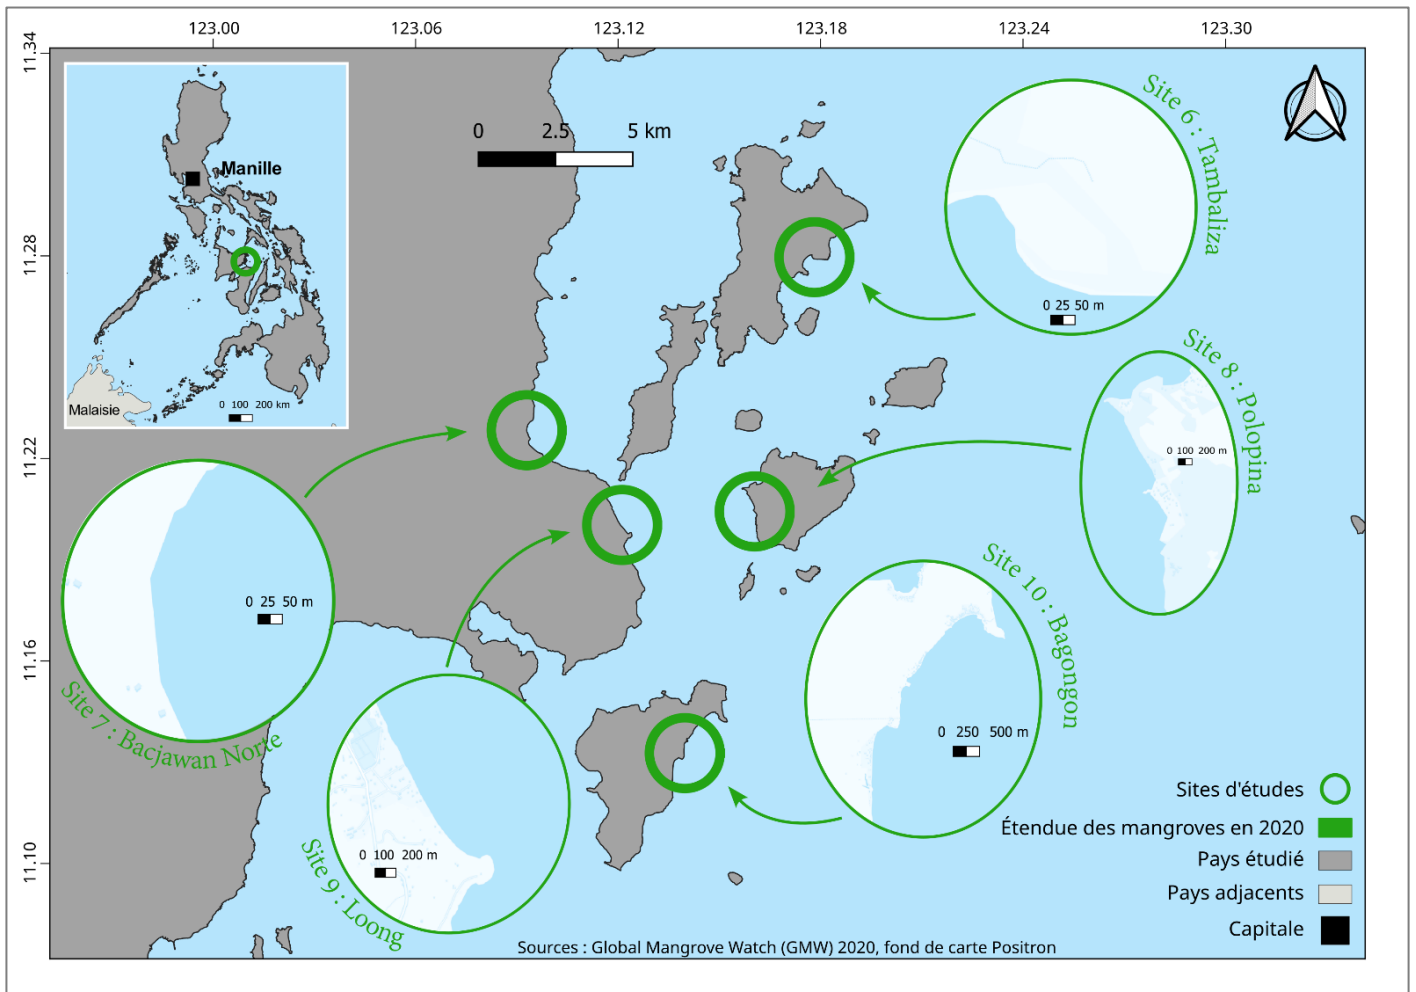 123.00 123.06 123.12 123.18 123.24 123.30
11.34
11.28
11.22
11.16
11.10
Manille
Malaisie
0 100 200 km
0 2.5 5 km
Site 6 : Tambaliza
0 25 50 m
Site 8 : Polopina
0 100 200 m
Site 7 : Bacjawan Norte
0 25 50 m
Site 10 : Bagongon
0 250 500 m
Site 9 : Loong
0 100 200 m
Sites d'études
Étendue des mangroves en 2020
Pays étudié
Pays adjacents
Capitale
Sources : Global Mangrove Watch (GMW) 2020, fond de carte Positron